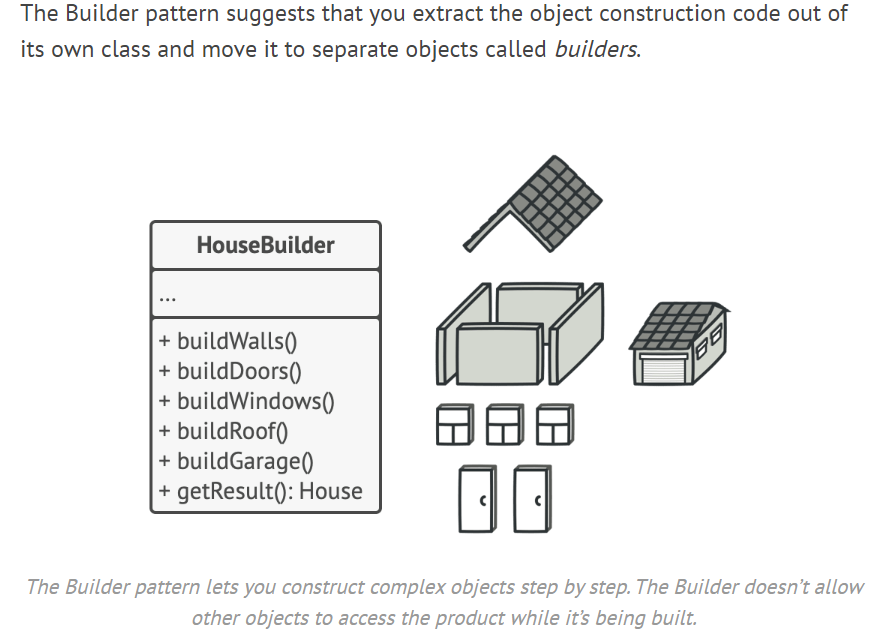 The Builder pattern suggests that you extract the object construction code out of
its own class and move it to separate objects called builders.
HouseBuilder
...
+ buildWalls()
+ buildDoors()
+ buildWindows()
+ buildRoof()
+ buildGarage()
+ getResult(): House
The Builder pattern lets you construct complex objects step by step. The Builder doesn’t allow
other objects to access the product while it’s being built.